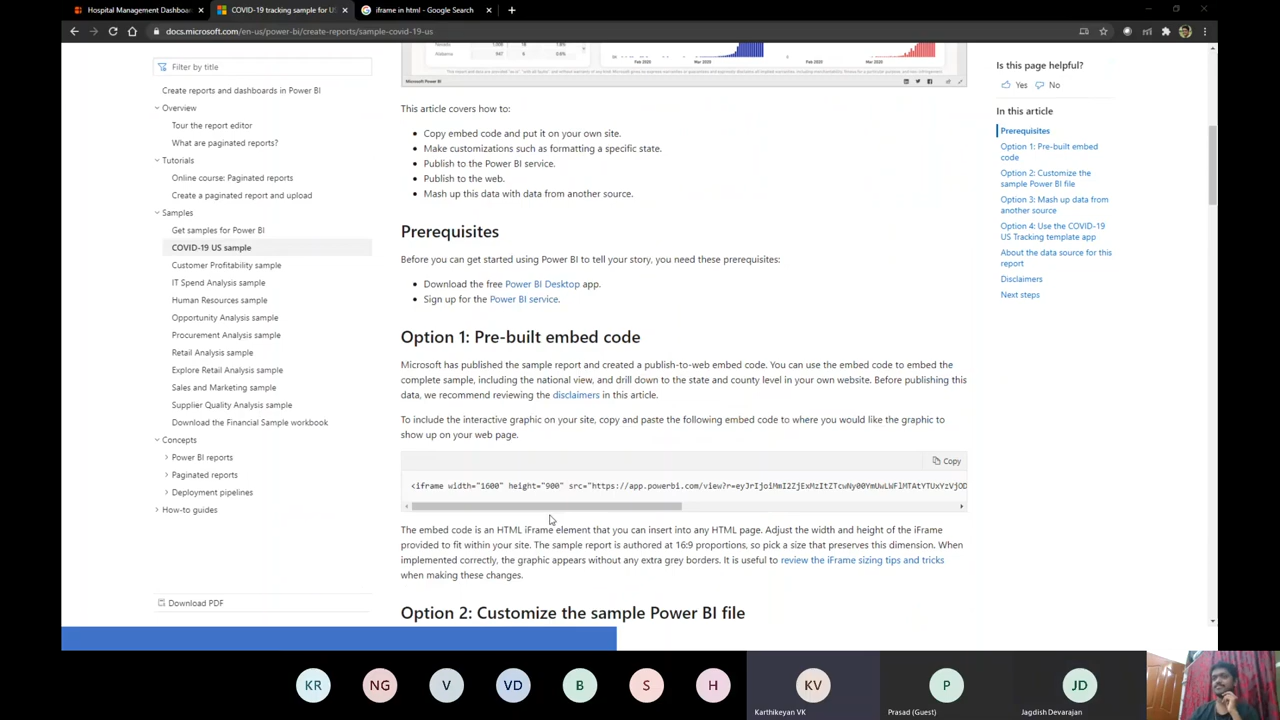 Hospital Management Dashboar
COVID-19 tracking sample for US
iframe in html - Google Search
docs.microsoft.com/en-us/power-bi/create-reports/sample-covid-19-us
Filter by title
Create reports and dashboards in Power BI
Overview
Tour the report editor
What are paginated reports?
Tutorials
Online course: Paginated reports
Create a paginated report and upload
Samples
Get samples for Power BI
COVID-19 US sample
Customer Profitability sample
IT Spend Analysis sample
Human Resources sample
Opportunity Analysis sample
Procurement Analysis sample
Retail Analysis sample
Explore Retail Analysis sample
Sales and Marketing sample
Supplier Quality Analysis sample
Download the Financial Sample workbook
Concepts
Power BI reports
Paginated reports
Deployment pipelines
How-to guides
Download PDF
Alabama
Feb 2020 Mar 2020
Feb 2020 Mar 2020
Microsoft Power BI
This article covers how to:
Copy embed code and put it on your own site.
Make customizations such as formatting a specific state.
Publish to the Power BI service.
Publish to the web.
Mash up this data with data from another source.
Prerequisites
Before you can get started using Power BI to tell your story, you need these prerequisites:
Download the free Power BI Desktop app.
Sign up for the Power BI service.
Option 1: Pre-built embed code
Microsoft has published the sample report and created a publish-to-web embed code. You can use the embed code to embed the
complete sample, including the national view, and drill down to the state and county level in your own website. Before publishing this
data, we recommend reviewing the disclaimers in this article.
To include the interactive graphic on your site, copy and paste the following embed code to where you would like the graphic to
show up on your web page.
Copy
<iframe width="1600" height="900" src="https://app.powerbi.com/view?r=eyJrIjoiMmI2ZjExMzItZTcwNy00YmUwLWFlMTAtYTUxYzVjOD
The embed code is an HTML iFrame element that you can insert into any HTML page. Adjust the width and height of the iFrame
provided to fit within your site. The sample report is authored at 16:9 proportions, so pick a size that preserves this dimension. When
implemented correctly, the graphic appears without any extra grey borders. It is useful to review the iFrame sizing tips and tricks
when making these changes.
Option 2: Customize the sample Power BI file
Is this page helpful?
Yes No
In this article
Prerequisites
Option 1: Pre-built embed
code
Option 2: Customize the
sample Power BI file
Option 3: Mash up data from
another source
Option 4: Use the COVID-19
US Tracking template app
About the data source for this
report
Disclaimers
Next steps
KR
NG
V
VD
B
S
H
KV
Karthikeyan VK
P
Prasad (Guest)
JD
Jagdish Devarajan